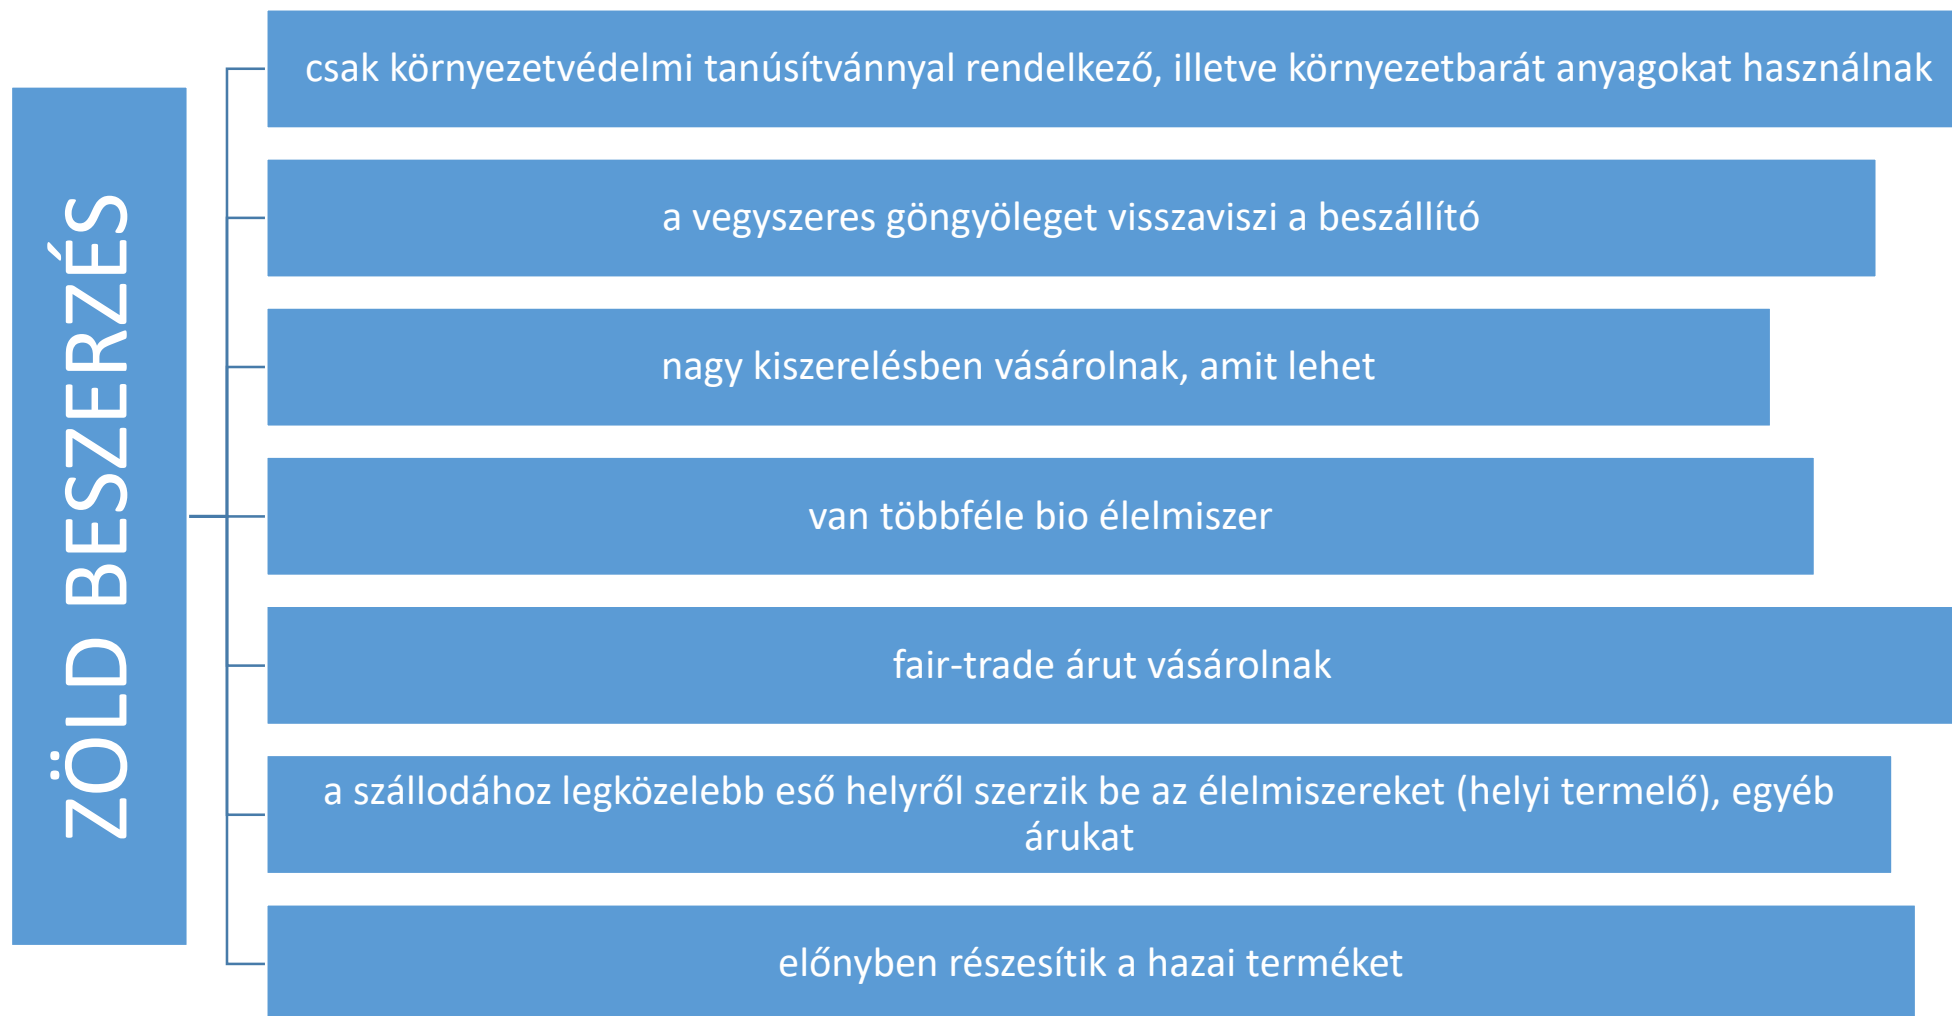 ZÖLD BESZERZÉS
csak környezetvédelmi tanúsítvánnyal rendelkező, illetve környezetbarát anyagokat használnak
a vegyszeres göngyöleget visszaviszi a beszállító
nagy kiszerelésben vásárolnak, amit lehet
van többféle bio élelmiszer
fair-trade árut vásárolnak
a szállodához legközelebb eső helyről szerzik be az élelmiszereket (helyi termelő), egyéb
árukat
előnyben részesítik a hazai terméket